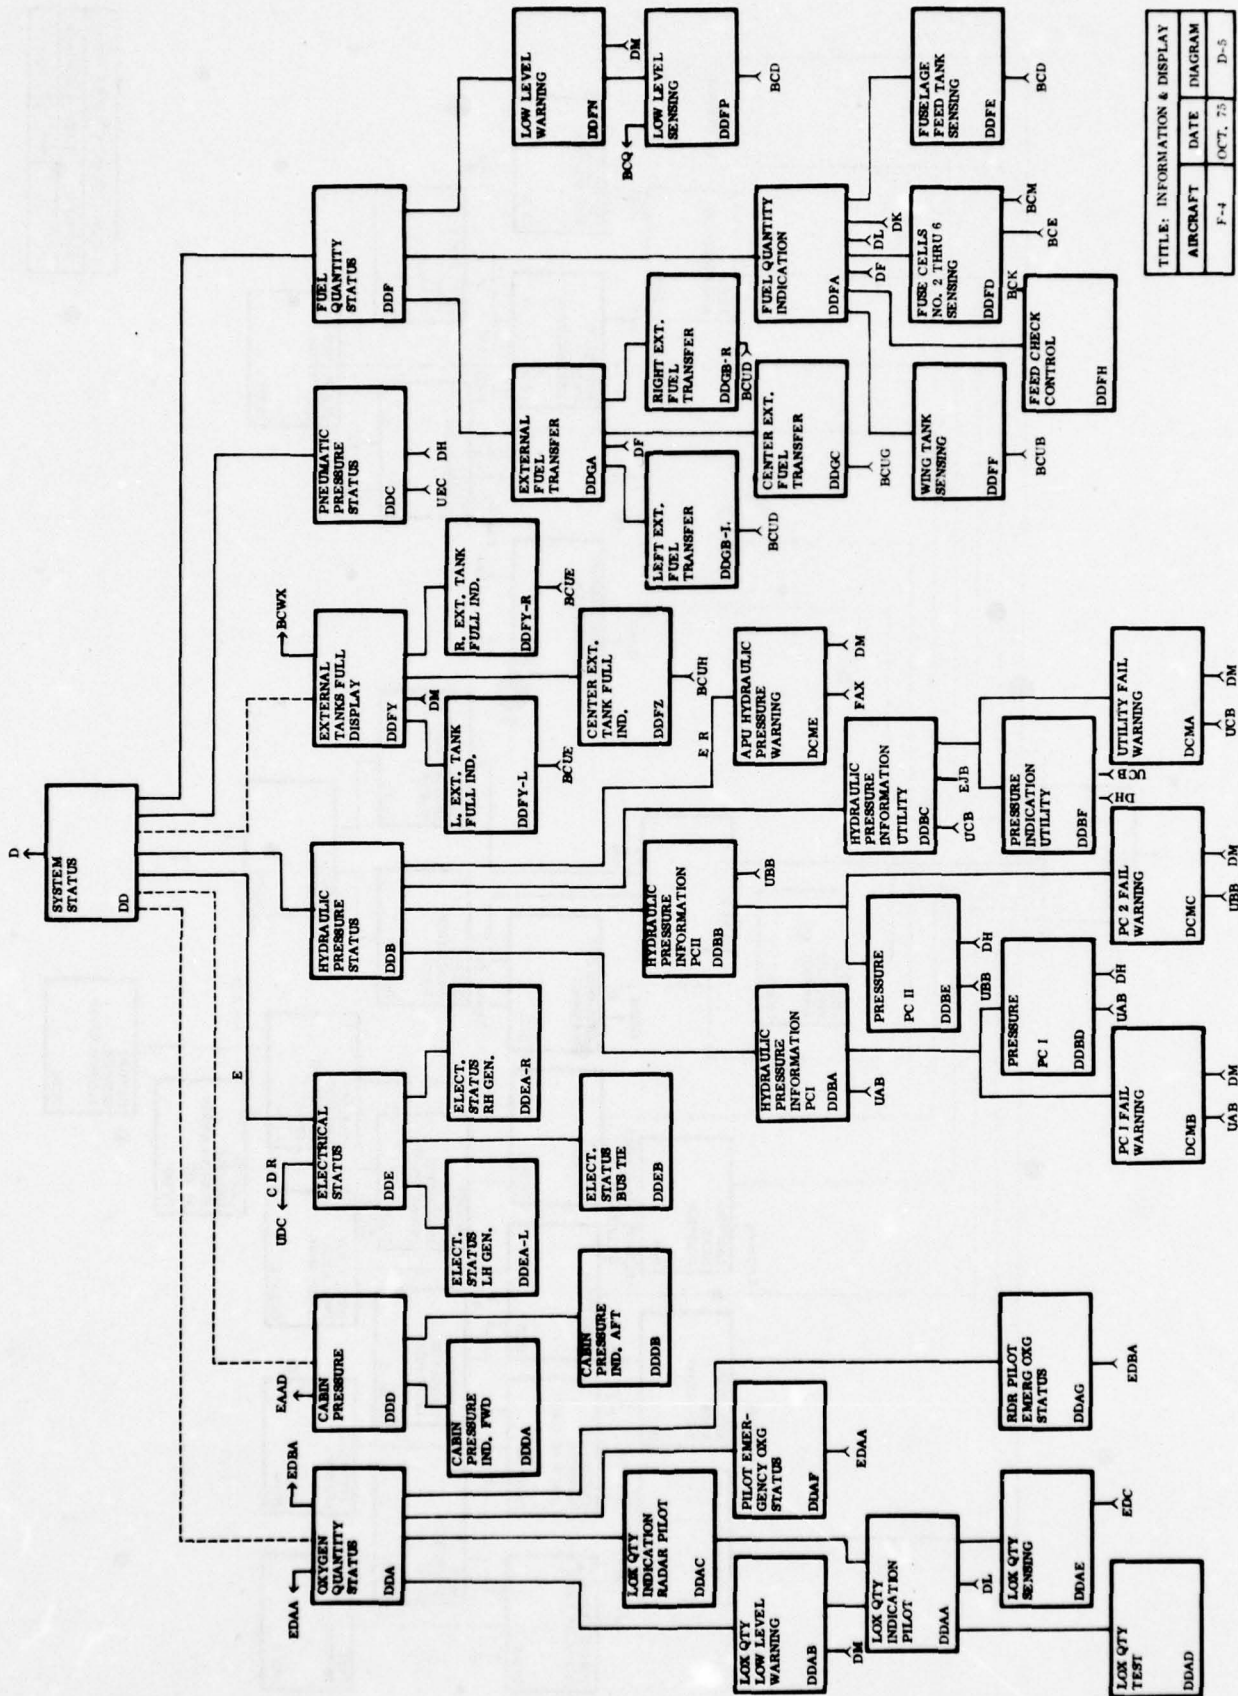 D
SYSTEM
STATUS
DD
E
EDAA
EDBA
OXYGEN
QUANTITY
STATUS
DDA
EAAD
CABIN
PRESSURE
DDD
UDC
C D R
ELECTRICAL
STATUS
DDE
HYDRAULIC
PRESSURE
STATUS
DDB
BCWX
EXTERNAL
TANKS FULL
DISPLAY
DDFY
DM
PNEUMATIC
PRESSURE
STATUS
DDC
UEC
DH
FUEL
QUANTITY
STATUS
DDF
CABIN
PRESSURE
IND. FWD
DDDA
CABIN
PRESSURE
IND. AFT
DDDB
ELECT.
STATUS
LH GEN.
DDEA-L
ELECT.
STATUS
RH GEN.
DDEA-R
ELECT.
STATUS
BUS TIE
DDEB
L. EXT. TANK
FULL IND.
DDFY-L
BCUE
R. EXT. TANK
FULL IND.
DDFY-R
BCUE
CENTER EXT.
TANK FULL
IND.
DDFZ
BCUH
EXTERNAL
FUEL
TRANSFER
DDGA
DF
LOW LEVEL
WARNING
DDFN
DM
BCQ
LOW LEVEL
SENSING
DDFP
BCD
LEFT EXT.
FUEL
TRANSFER
DDGB-L
BCUD
RIGHT EXT.
FUEL
TRANSFER
DDGB-R
BCUD
CENTER EXT.
FUEL
TRANSFER
DDGC
BCUG
FUEL QUANTITY
INDICATION
DDFA
DF
DL
DK
LOX QTY
INDICATION
RADAR PILOT
DDAC
PILOT EMER-
GENCY OXG
STATUS
DDAF
EDAA
LOX QTY
LOW LEVEL
WARNING
DDAB
DM
HYDRAULIC
PRESSURE
INFORMATION
PCII
DDBB
UBB
E R
APU HYDRAULIC
PRESSURE
WARNING
DCME
FAX
DM
HYDRAULIC
PRESSURE
INFORMATION
PCI
DDBA
UAB
HYDRAULIC
PRESSURE
INFORMATION
UTILITY
DDBC
UCB
EJB
LOX QTY
INDICATION
PILOT
DDAA
DL
PRESSURE
PC II
DDBE
UBB
DH
WING TANK
SENSING
DDFF
BCUB
FUSE CELLS
NO. 2 THRU 6
SENSING
DDFD
BCK
BCE
BCM
FUSELAGE
FEED TANK
SENSING
DDFE
BCD
LOX QTY
SENSING
DDAE
EDC
RDR PILOT
EMERG OXG
STATUS
DDAG
EDBA
PRESSURE
PC I
DDBD
UAB
DH
PRESSURE
INDICATION
UTILITY
DDBF
DH
UCB
FEED CHECK
CONTROL
DDFH
LOX QTY
TEST
DDAD
PC 1 FAIL
WARNING
DCMB
UAB
DM
PC 2 FAIL
WARNING
DCMC
UBB
DM
UTILITY FAIL
WARNING
DCMA
UCB
DM
TITLE: INFORMATION & DISPLAY
AIRCRAFT DATE DIAGRAM
F-4 OCT. 75 D-5